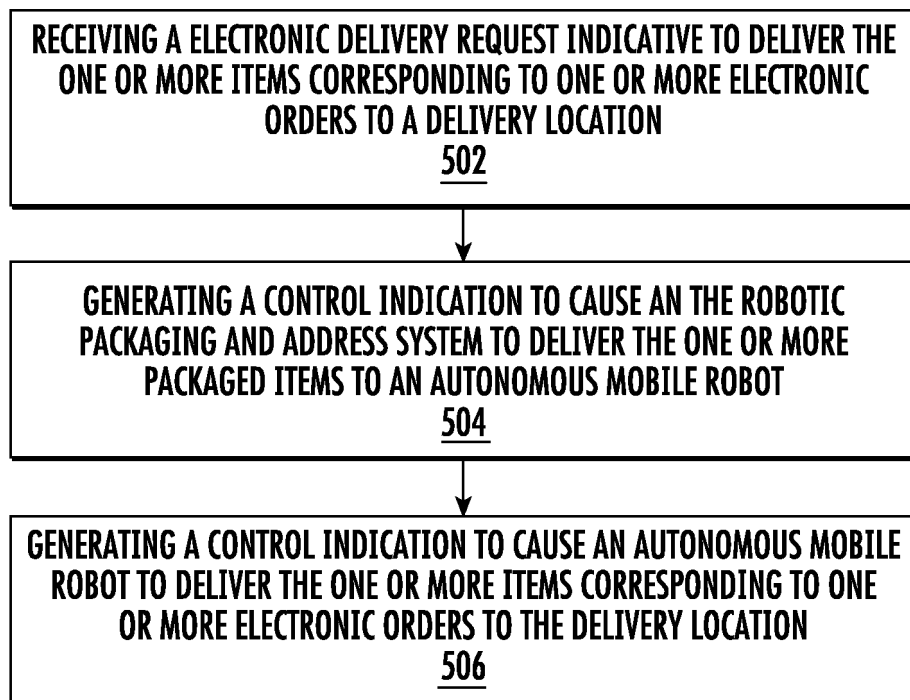 RECEIVING A ELECTRONIC DELIVERY REQUEST INDICATIVE TO DELIVER THE
ONE OR MORE ITEMS CORRESPONDING TO ONE OR MORE ELECTRONIC
ORDERS TO A DELIVERY LOCATION
502
GENERATING A CONTROL INDICATION TO CAUSE AN THE ROBOTIC
PACKAGING AND ADDRESS SYSTEM TO DELIVER THE ONE OR MORE
PACKAGED ITEMS TO AN AUTONOMOUS MOBILE ROBOT
504
GENERATING A CONTROL INDICATION TO CAUSE AN AUTONOMOUS MOBILE
ROBOT TO DELIVER THE ONE OR MORE ITEMS CORRESPONDING TO ONE
OR MORE ELECTRONIC ORDERS TO THE DELIVERY LOCATION
506